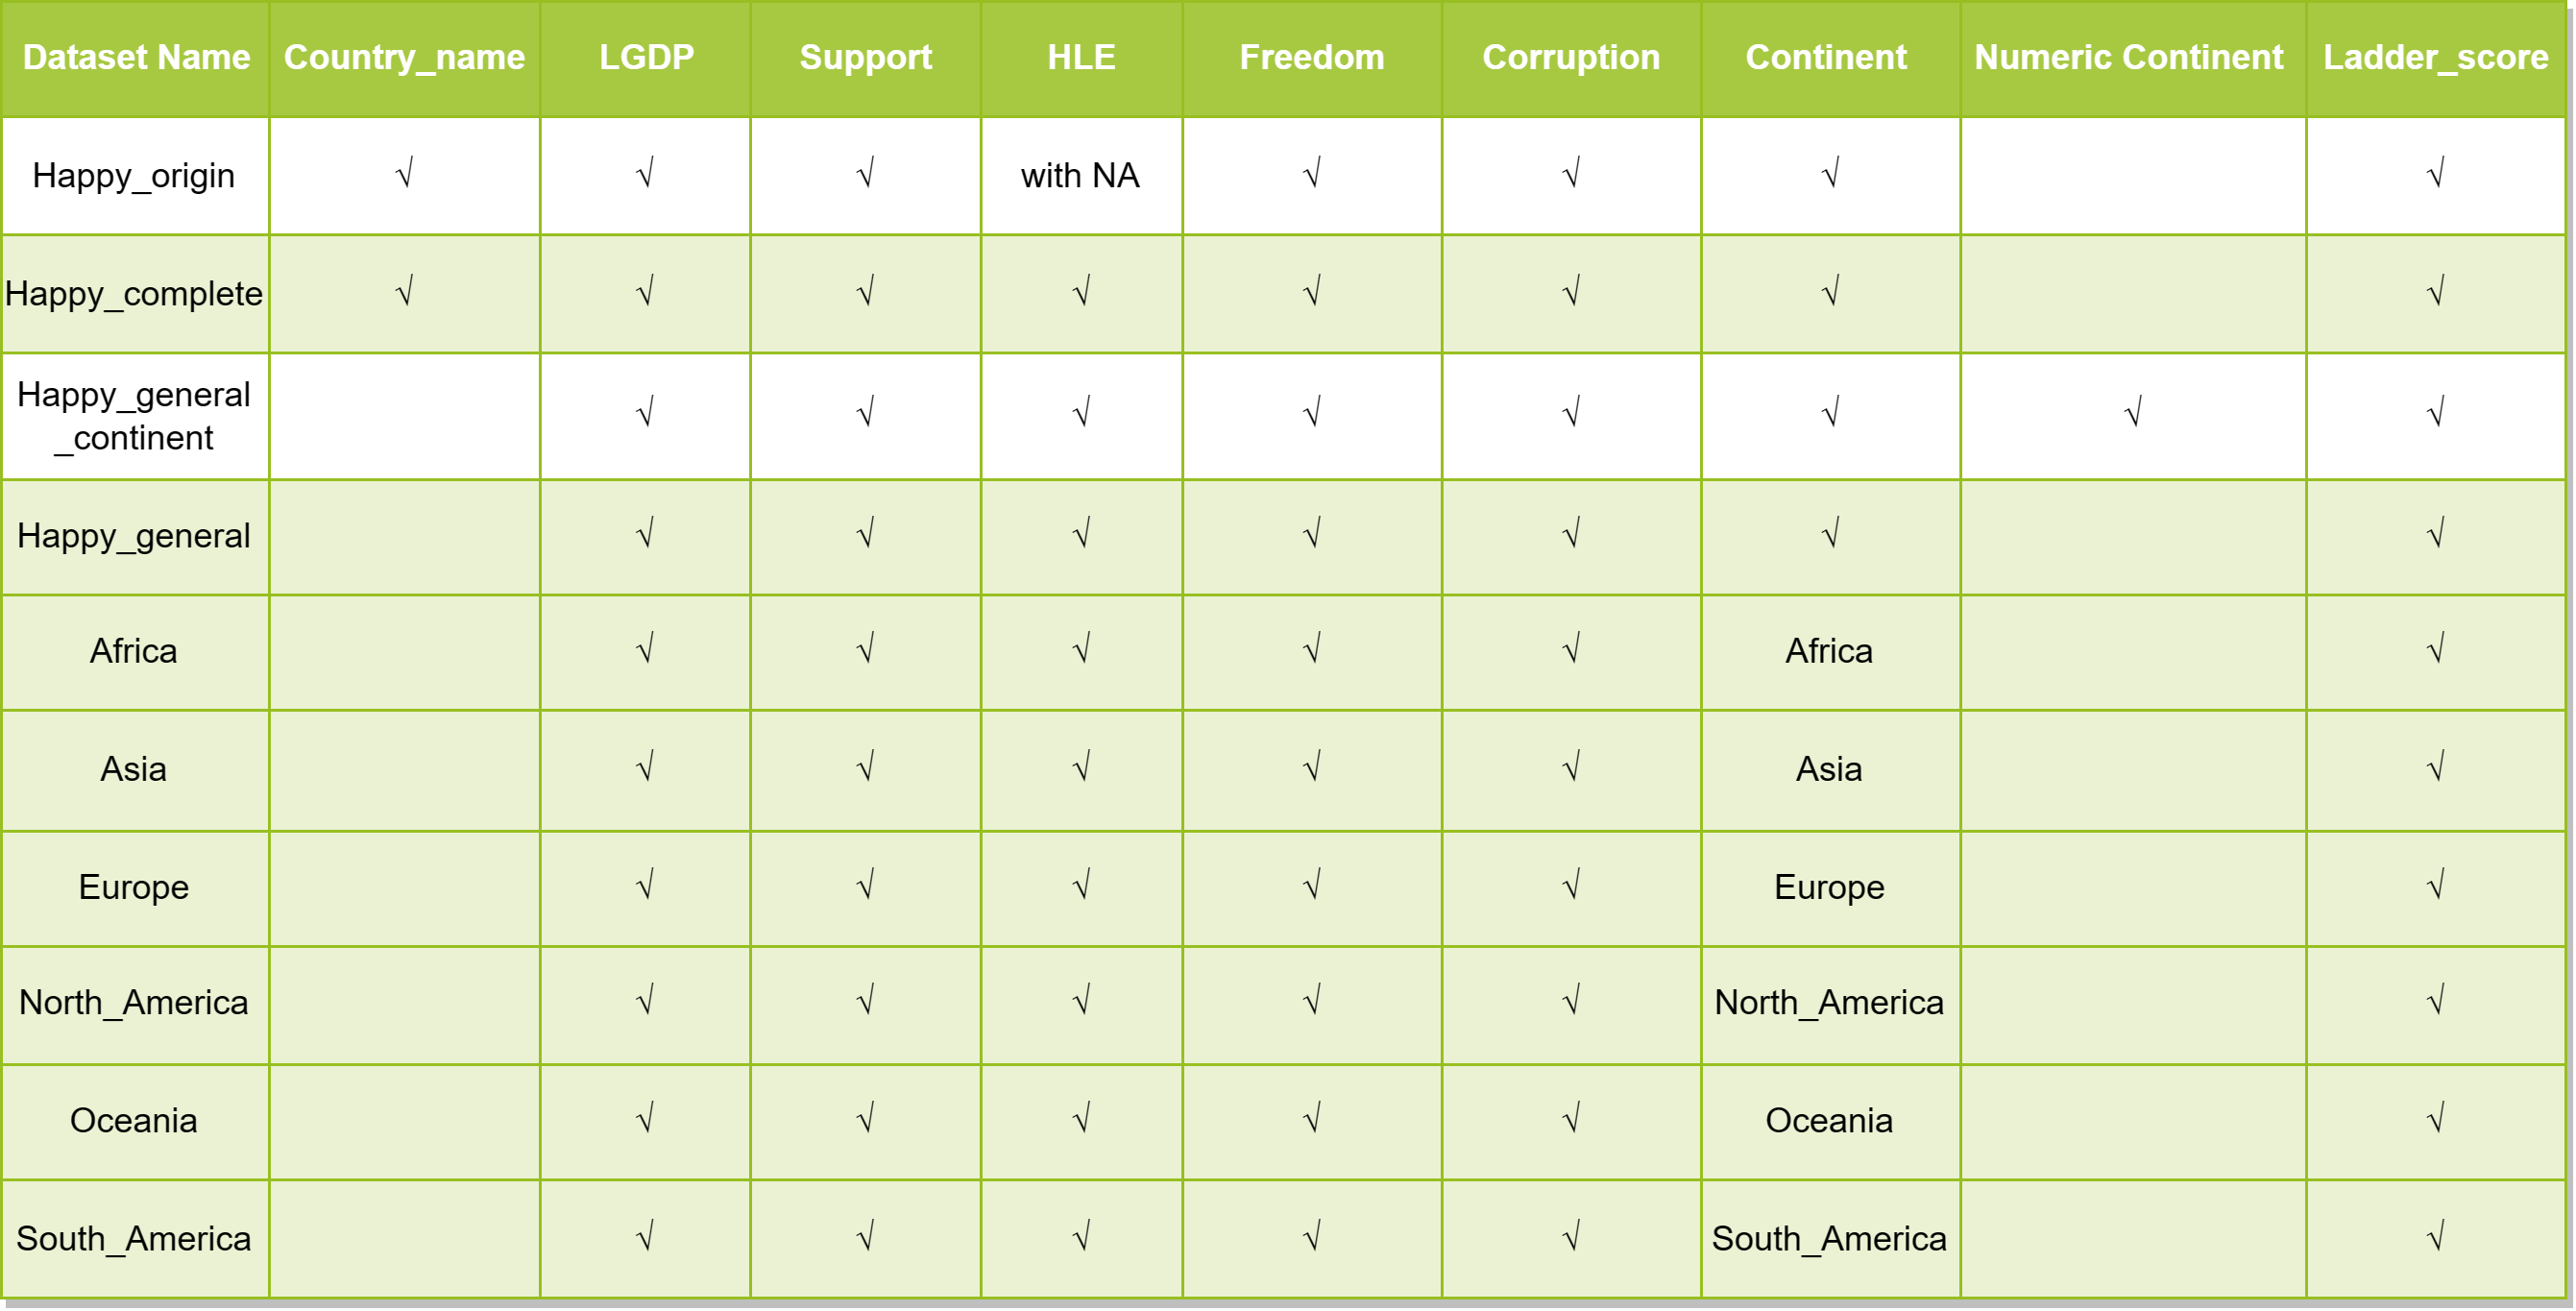 Dataset Name Country_name LGDP Support HLE Freedom Corruption Continent Numeric Continent Ladder_score
Happy_origin √ √ √ with NA √ √ √ √
Happy_complete √ √ √ √ √ √ √ √
Happy_general
_continent √ √ √ √ √ √ √ √
Happy_general √ √ √ √ √ √ √
Africa √ √ √ √ √ Africa √
Asia √ √ √ √ √ Asia √
Europe √ √ √ √ √ Europe √
North_America √ √ √ √ √ North_America √
Oceania √ √ √ √ √ Oceania √
South_America √ √ √ √ √ South_America √